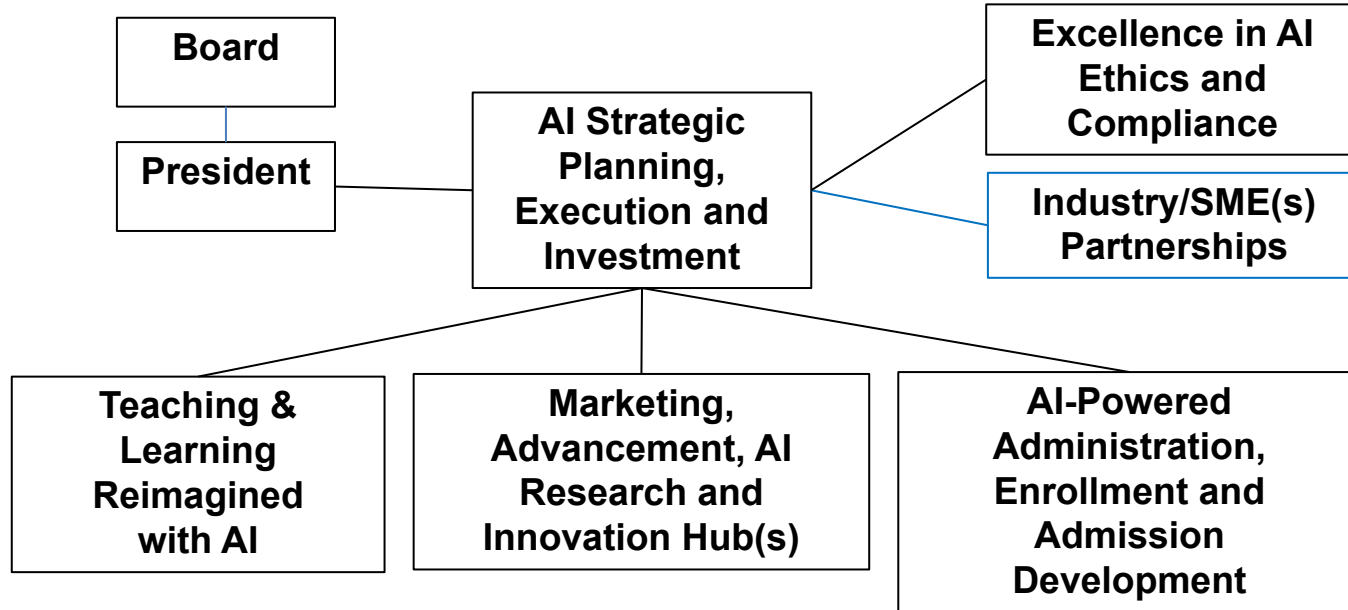 Board
President
AI Strategic
Planning,
Execution and
Investment
Excellence in AI
Ethics and
Compliance
Industry/SME(s)
Partnerships
Teaching &
Learning
Reimagined
with AI
Marketing,
Advancement, AI
Research and
Innovation Hub(s)
AI-Powered
Administration,
Enrollment and
Admission
Development